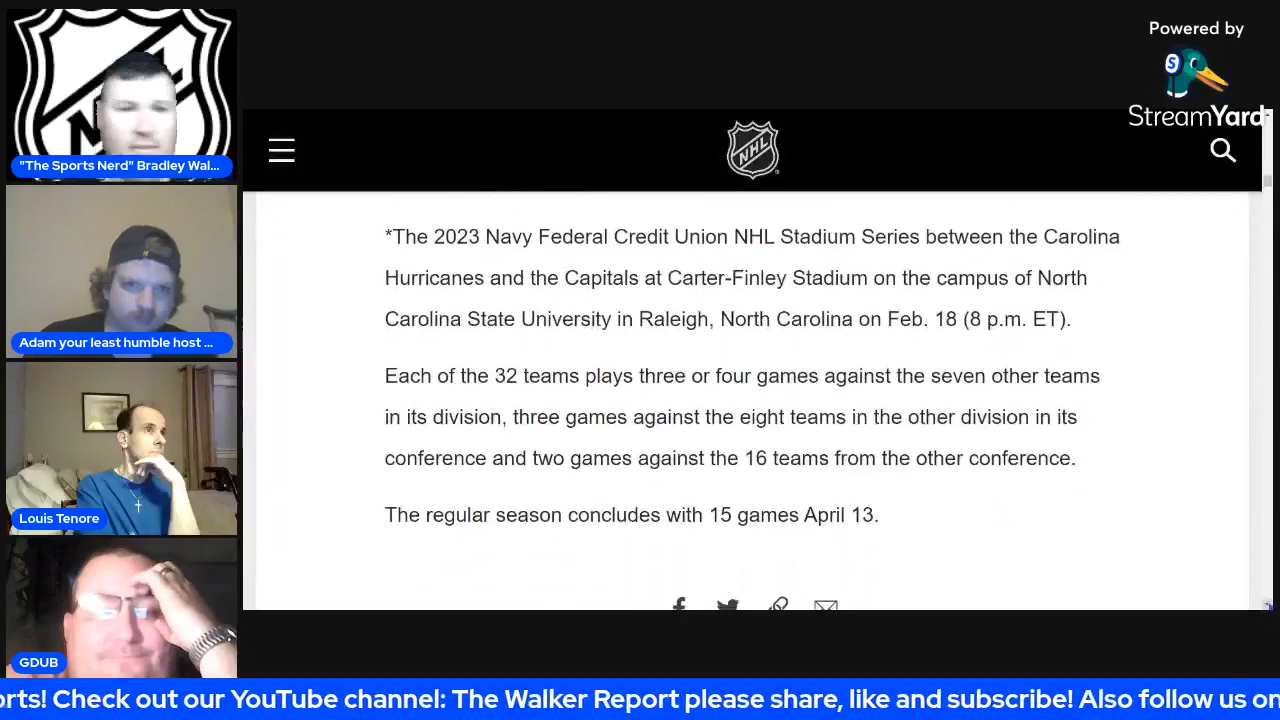 Powered by
StreamYard
NHL
"The Sports Nerd" Bradley Wal...
Adam your least humble host ...
Louis Tenore
GDUB
*The 2023 Navy Federal Credit Union NHL Stadium Series between the Carolina
Hurricanes and the Capitals at Carter-Finley Stadium on the campus of North
Carolina State University in Raleigh, North Carolina on Feb. 18 (8 p.m. ET).
Each of the 32 teams plays three or four games against the seven other teams
in its division, three games against the eight teams in the other division in its
conference and two games against the 16 teams from the other conference.
The regular season concludes with 15 games April 13.
orts! Check out our YouTube channel: The Walker Report please share, like and subscribe! Also follow us on